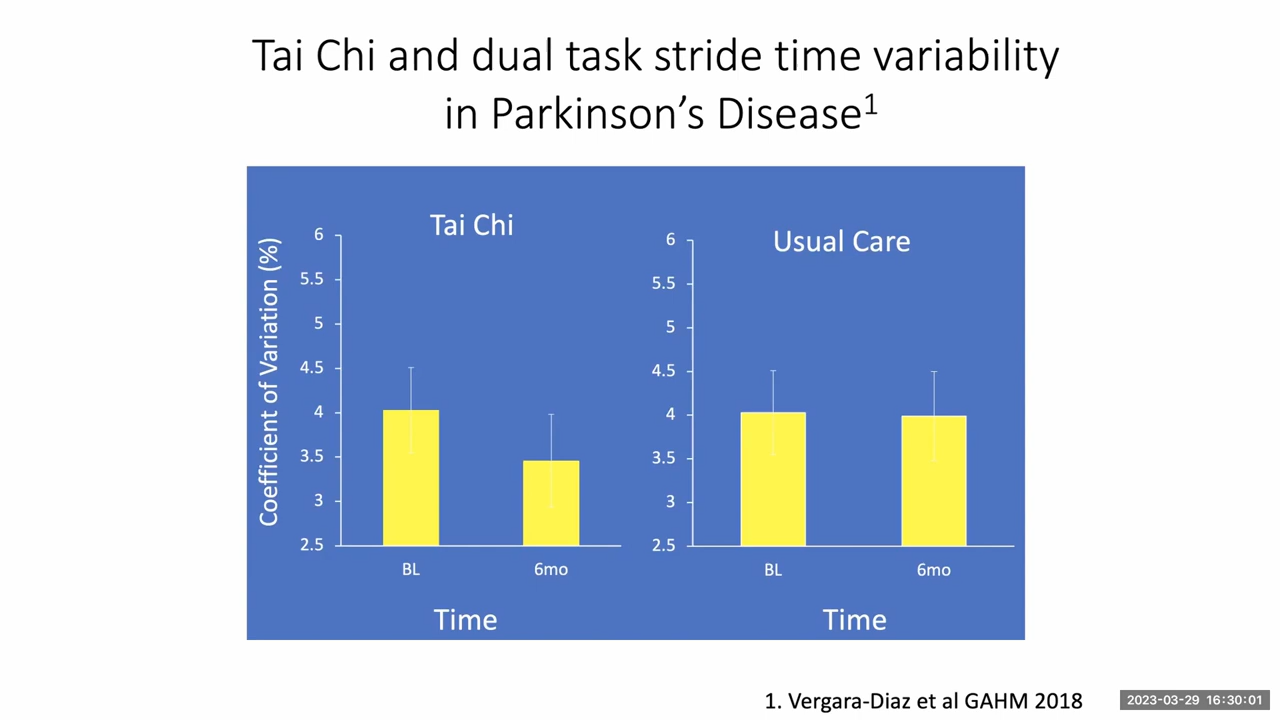 Tai Chi and dual task stride time variability
in Parkinson's Disease1
Tai Chi
Coefficient of Variation (%)
6
5.5
5
4.5
4
3.5
3
2.5
BL 6mo
Time
Usual Care
6
5.5
5
4.5
4
3.5
3
2.5
BL 6mo
Time
1. Vergara-Diaz et al GAHM 2018
2023-03-29 16:30:01